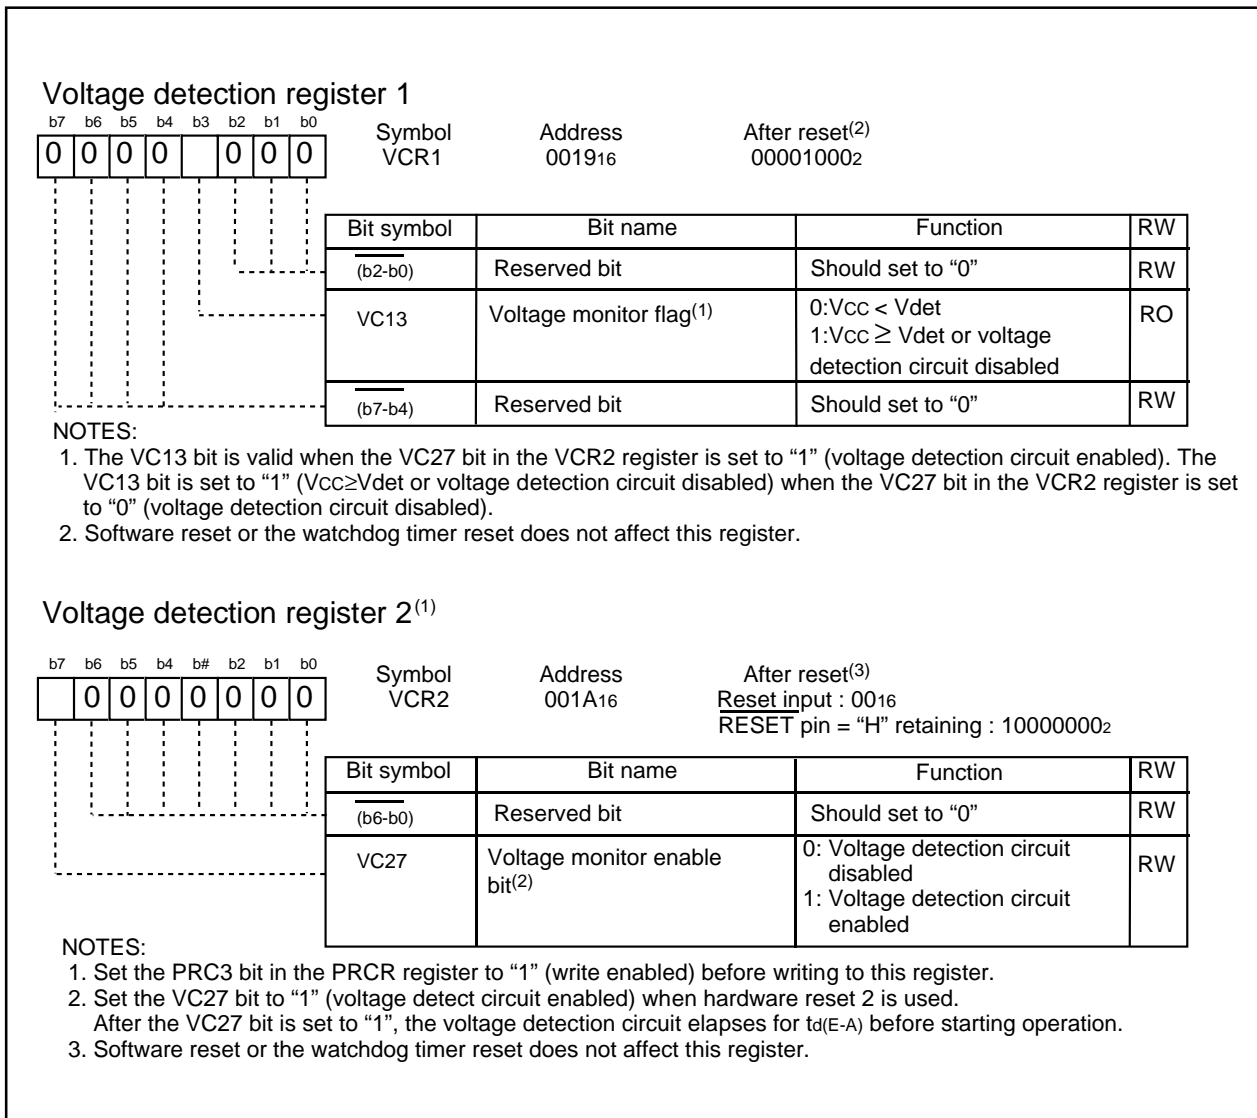 Voltage detection register 1
b7 b6 b5 b4 b3 b2 b1 b0
Symbol Address After reset(2)
0 0 0 0 0 0 0 VCR1 001916 000010002
Bit symbol Bit name Function RW
(b2-b0) Reserved bit Should set to “0” RW
VC13 Voltage monitor flag(1) 0:VCC < Vdet RO
1:VCC ≥ Vdet or voltage
detection circuit disabled
(b7-b4) Reserved bit Should set to “0” RW
NOTES:
1. The VC13 bit is valid when the VC27 bit in the VCR2 register is set to “1” (voltage detection circuit enabled). The
VC13 bit is set to “1” (VCC≥Vdet or voltage detection circuit disabled) when the VC27 bit in the VCR2 register is set
to “0” (voltage detection circuit disabled).
2. Software reset or the watchdog timer reset does not affect this register.
Voltage detection register 2(1)
b7 b6 b5 b4 b# b2 b1 b0
Symbol Address After reset(3)
0 0 0 0 0 0 0 VCR2 001A16 Reset input : 0016
RESET pin = “H” retaining : 100000002
Bit symbol Bit name Function RW
(b6-b0) Reserved bit Should set to “0” RW
VC27 Voltage monitor enable 0: Voltage detection circuit RW
bit(2) disabled
1: Voltage detection circuit
enabled
NOTES:
1. Set the PRC3 bit in the PRCR register to “1” (write enabled) before writing to this register.
2. Set the VC27 bit to “1” (voltage detect circuit enabled) when hardware reset 2 is used.
After the VC27 bit is set to “1”, the voltage detection circuit elapses for td(E-A) before starting operation.
3. Software reset or the watchdog timer reset does not affect this register.